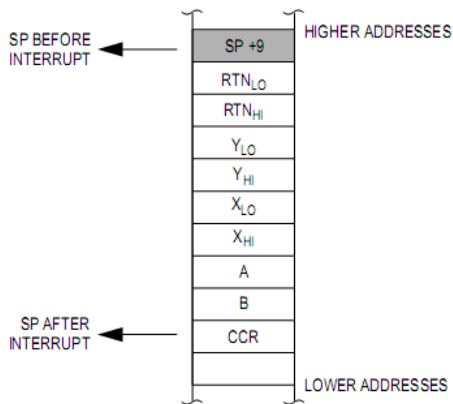 HIGHER ADDRESSES
SP BEFORE
INTERRUPT
SP +9
RTNLO
RTNHI
YLO
YHI
XLO
XHI
A
B
SP AFTER
INTERRUPT
CCR
LOWER ADDRESSES